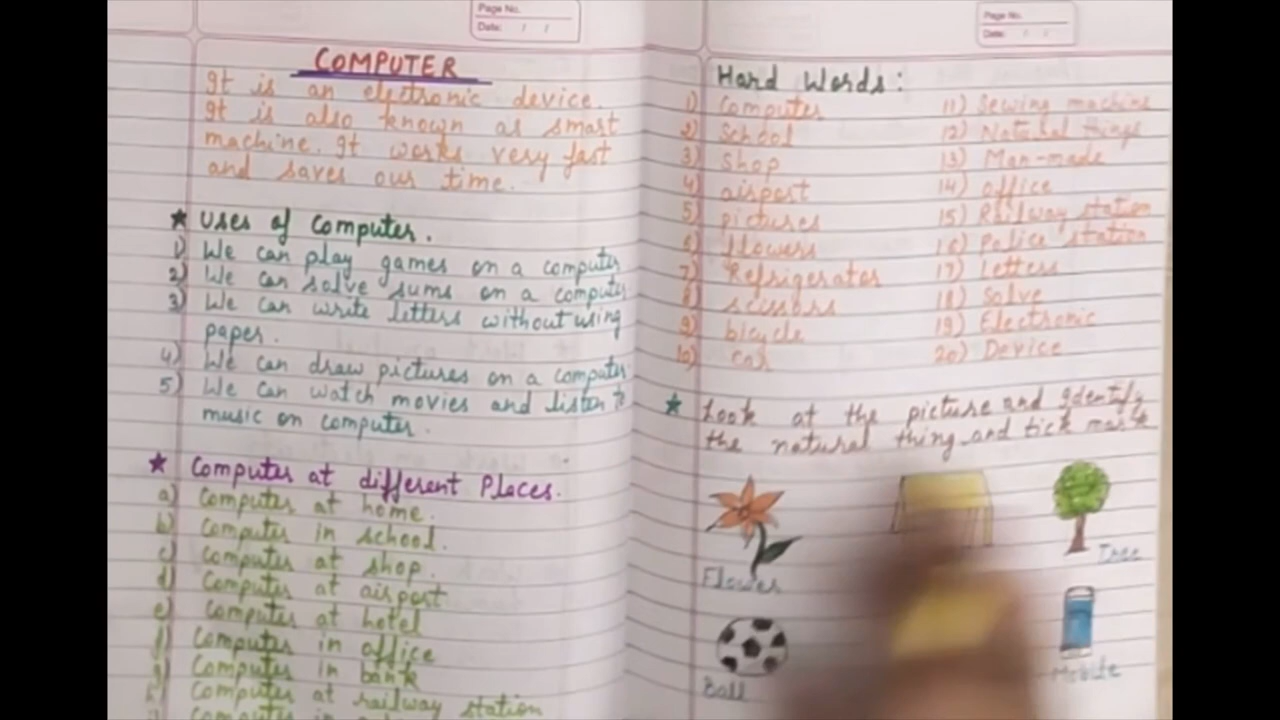 Page No.
Date: / /
COMPUTER
It is an electronic device.
It is also known as smart
machine. It works very fast
and saves our time.
★ Uses of computer.
1) We can play games on a computer
2) We can solve sums on a computer
3) We can write letters without using
paper.
4) We can draw pictures on a computer
5) We can watch movies and listen to
music on computer.
★ Computer at different Places.
a) Computer at home.
b) Computer in school.
c) Computer at shop.
d) Computer at airport
e) Computer at hotel
f) Computer in office
g) Computer in bank
Computer at railway station
Computer in
Page No.
Date: / /
Hard Words:
1) Computer
2) School
3) Shop
4) airport
5) pictures
6) flowers
7) Refrigerator
8) scissors
9) bicycle
10) car
11) Sewing machine
12) Natural things
13) Man-made
14) office
15) Railway station
16) Police station
17) Letters
18) Solve
19) Electronic
20) Device
★ Look at the picture and Identify
the natural thing and tick mark
Flower
Tree
Ball
Mobile